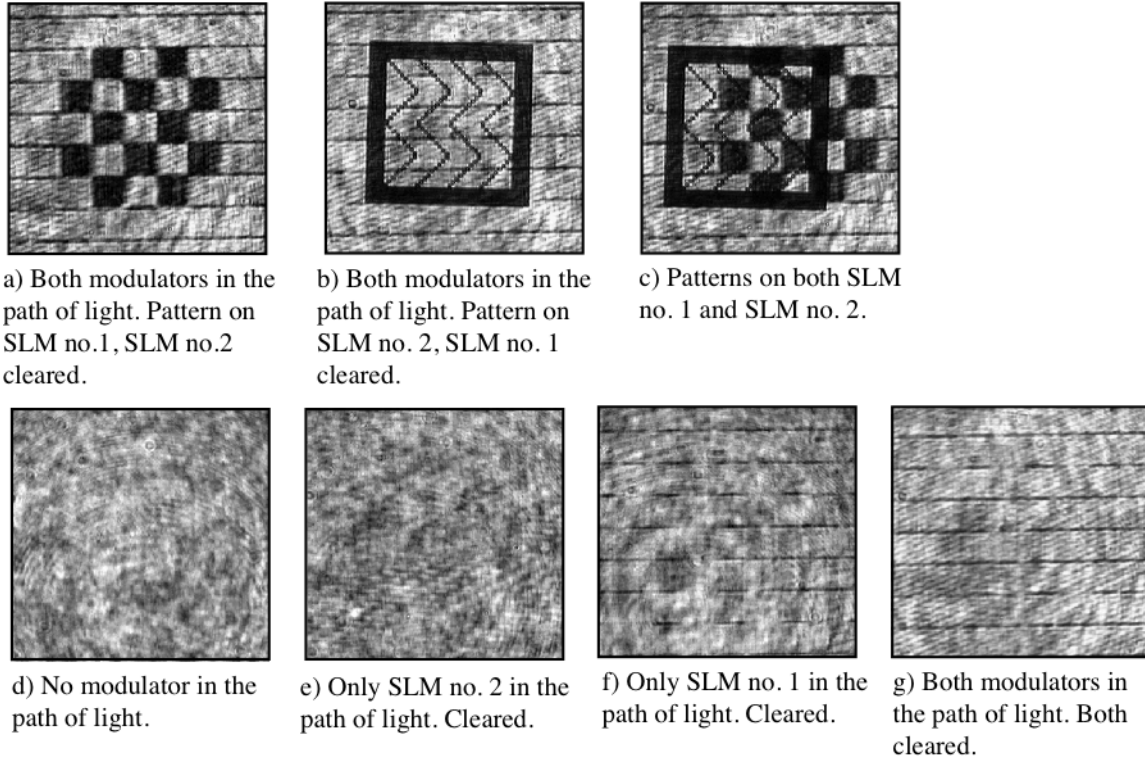 a) Both modulators in the
path of light. Pattern on
SLM no.1, SLM no.2
cleared.
b) Both modulators in the
path of light. Pattern on
SLM no. 2, SLM no. 1
cleared.
c) Patterns on both SLM
no. 1 and SLM no. 2.
d) No modulator in the
path of light.
e) Only SLM no. 2 in the
path of light. Cleared.
f) Only SLM no. 1 in the
path of light. Cleared.
g) Both modulators in
the path of light. Both
cleared.